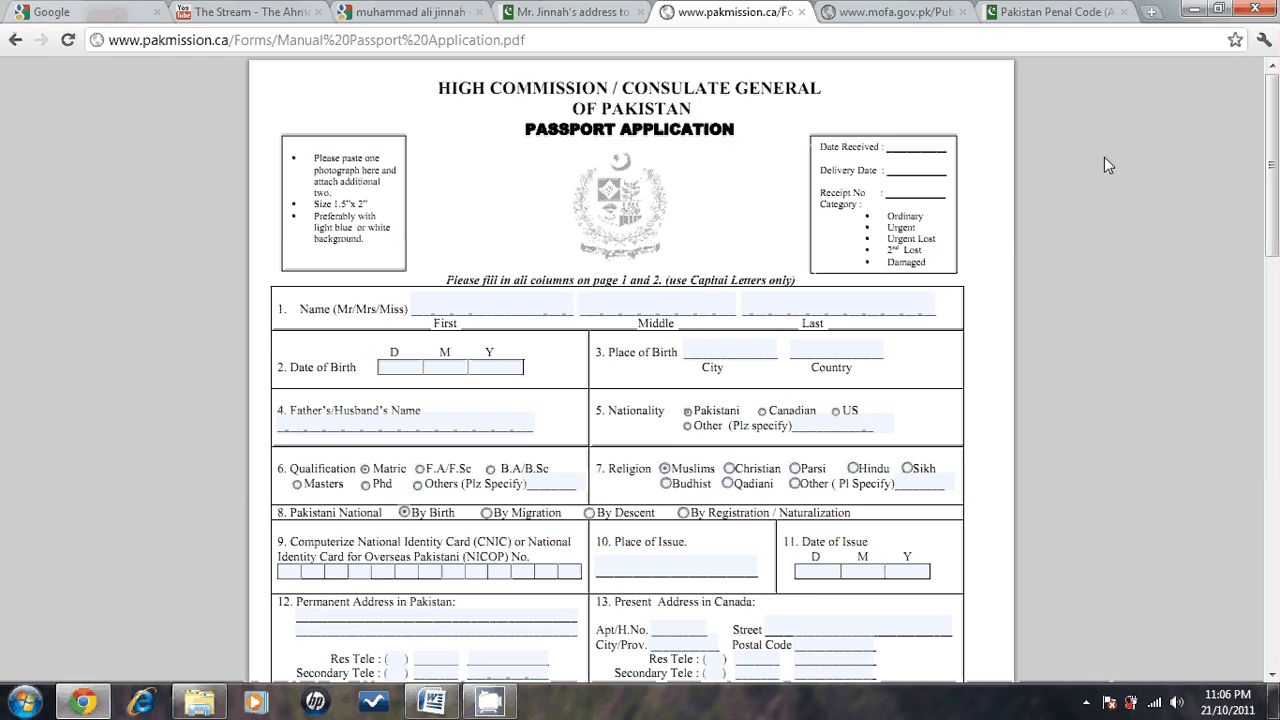 Google
The Stream - The Ahma
muhammad ali jinnah
Mr. Jinnah's address to
www.pakmission.ca/Fo
www.mofa.gov.pk/Pub
Pakistan Penal Code (A
www.pakmission.ca/Forms/Manual%20Passport%20Application.pdf
HIGH COMMISSION / CONSULATE GENERAL
OF PAKISTAN
PASSPORT APPLICATION
• Please paste one
photograph here and
attach additional
two.
• Size 1.5"x 2"
• Preferably with
light blue or white
background.
Date Received :
Delivery Date :
Receipt No :
Category :
• Ordinary
• Urgent
• Urgent Lost
• 2nd Lost
• Damaged
Please fill in all columns on page 1 and 2. (use Capital Letters only)
1. Name (Mr/Mrs/Miss)
First Middle Last
2. Date of Birth D M Y
3. Place of Birth
City Country
4. Father's/Husband's Name
5. Nationality Pakistani Canadian US
Other (Plz specify)
6. Qualification Matric F.A/F.Sc B.A/B.Sc
Masters Phd Others (Plz Specify)
7. Religion Muslims Christian Parsi Hindu Sikh
Budhist Qadiani Other ( Pl Specify)
8. Pakistani National By Birth By Migration By Descent By Registration / Naturalization
9. Computerize National Identity Card (CNIC) or National
Identity Card for Overseas Pakistani (NICOP) No.
10. Place of Issue.
11. Date of Issue
D M Y
12. Permanent Address in Pakistan:
Res Tele : ( )
Secondary Tele : ( )
13. Present Address in Canada:
Apt/H.No. Street
City/Prov. Postal Code
Res Tele : ( )
Secondary Tele : ( )
11:06 PM
21/10/2011